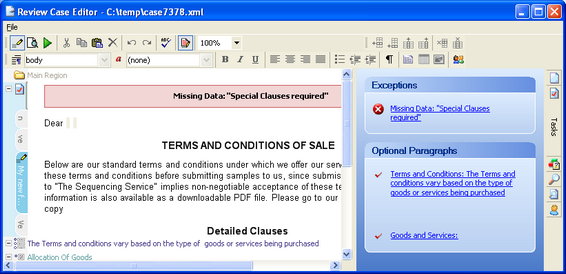 Review Case Editor - C:\temp\case7378.xml
File
100%
body
a
(none)
B I U
Main Region
Missing Data: "Special Clauses required"
Dear
TERMS AND CONDITIONS OF SALE
Below are our standard terms and conditions under which we offer our
these terms and conditions before submitting samples to us, since
to "The Sequencing Service" implies non-negotiable acceptance of these
information is also available as a downloadable PDF file. Please go to our
copy
Detailed Clauses
The Terms and conditions vary based on the type of goods or services being purchased
Allocation Of Goods
n
ve
My new
ve
Exceptions
Missing Data: "Special Clauses
required"
Optional Paragraphs
Terms and Conditions: The Terms and
conditions vary based on the type of
goods or services being purchased
Goods and Services:
Tasks